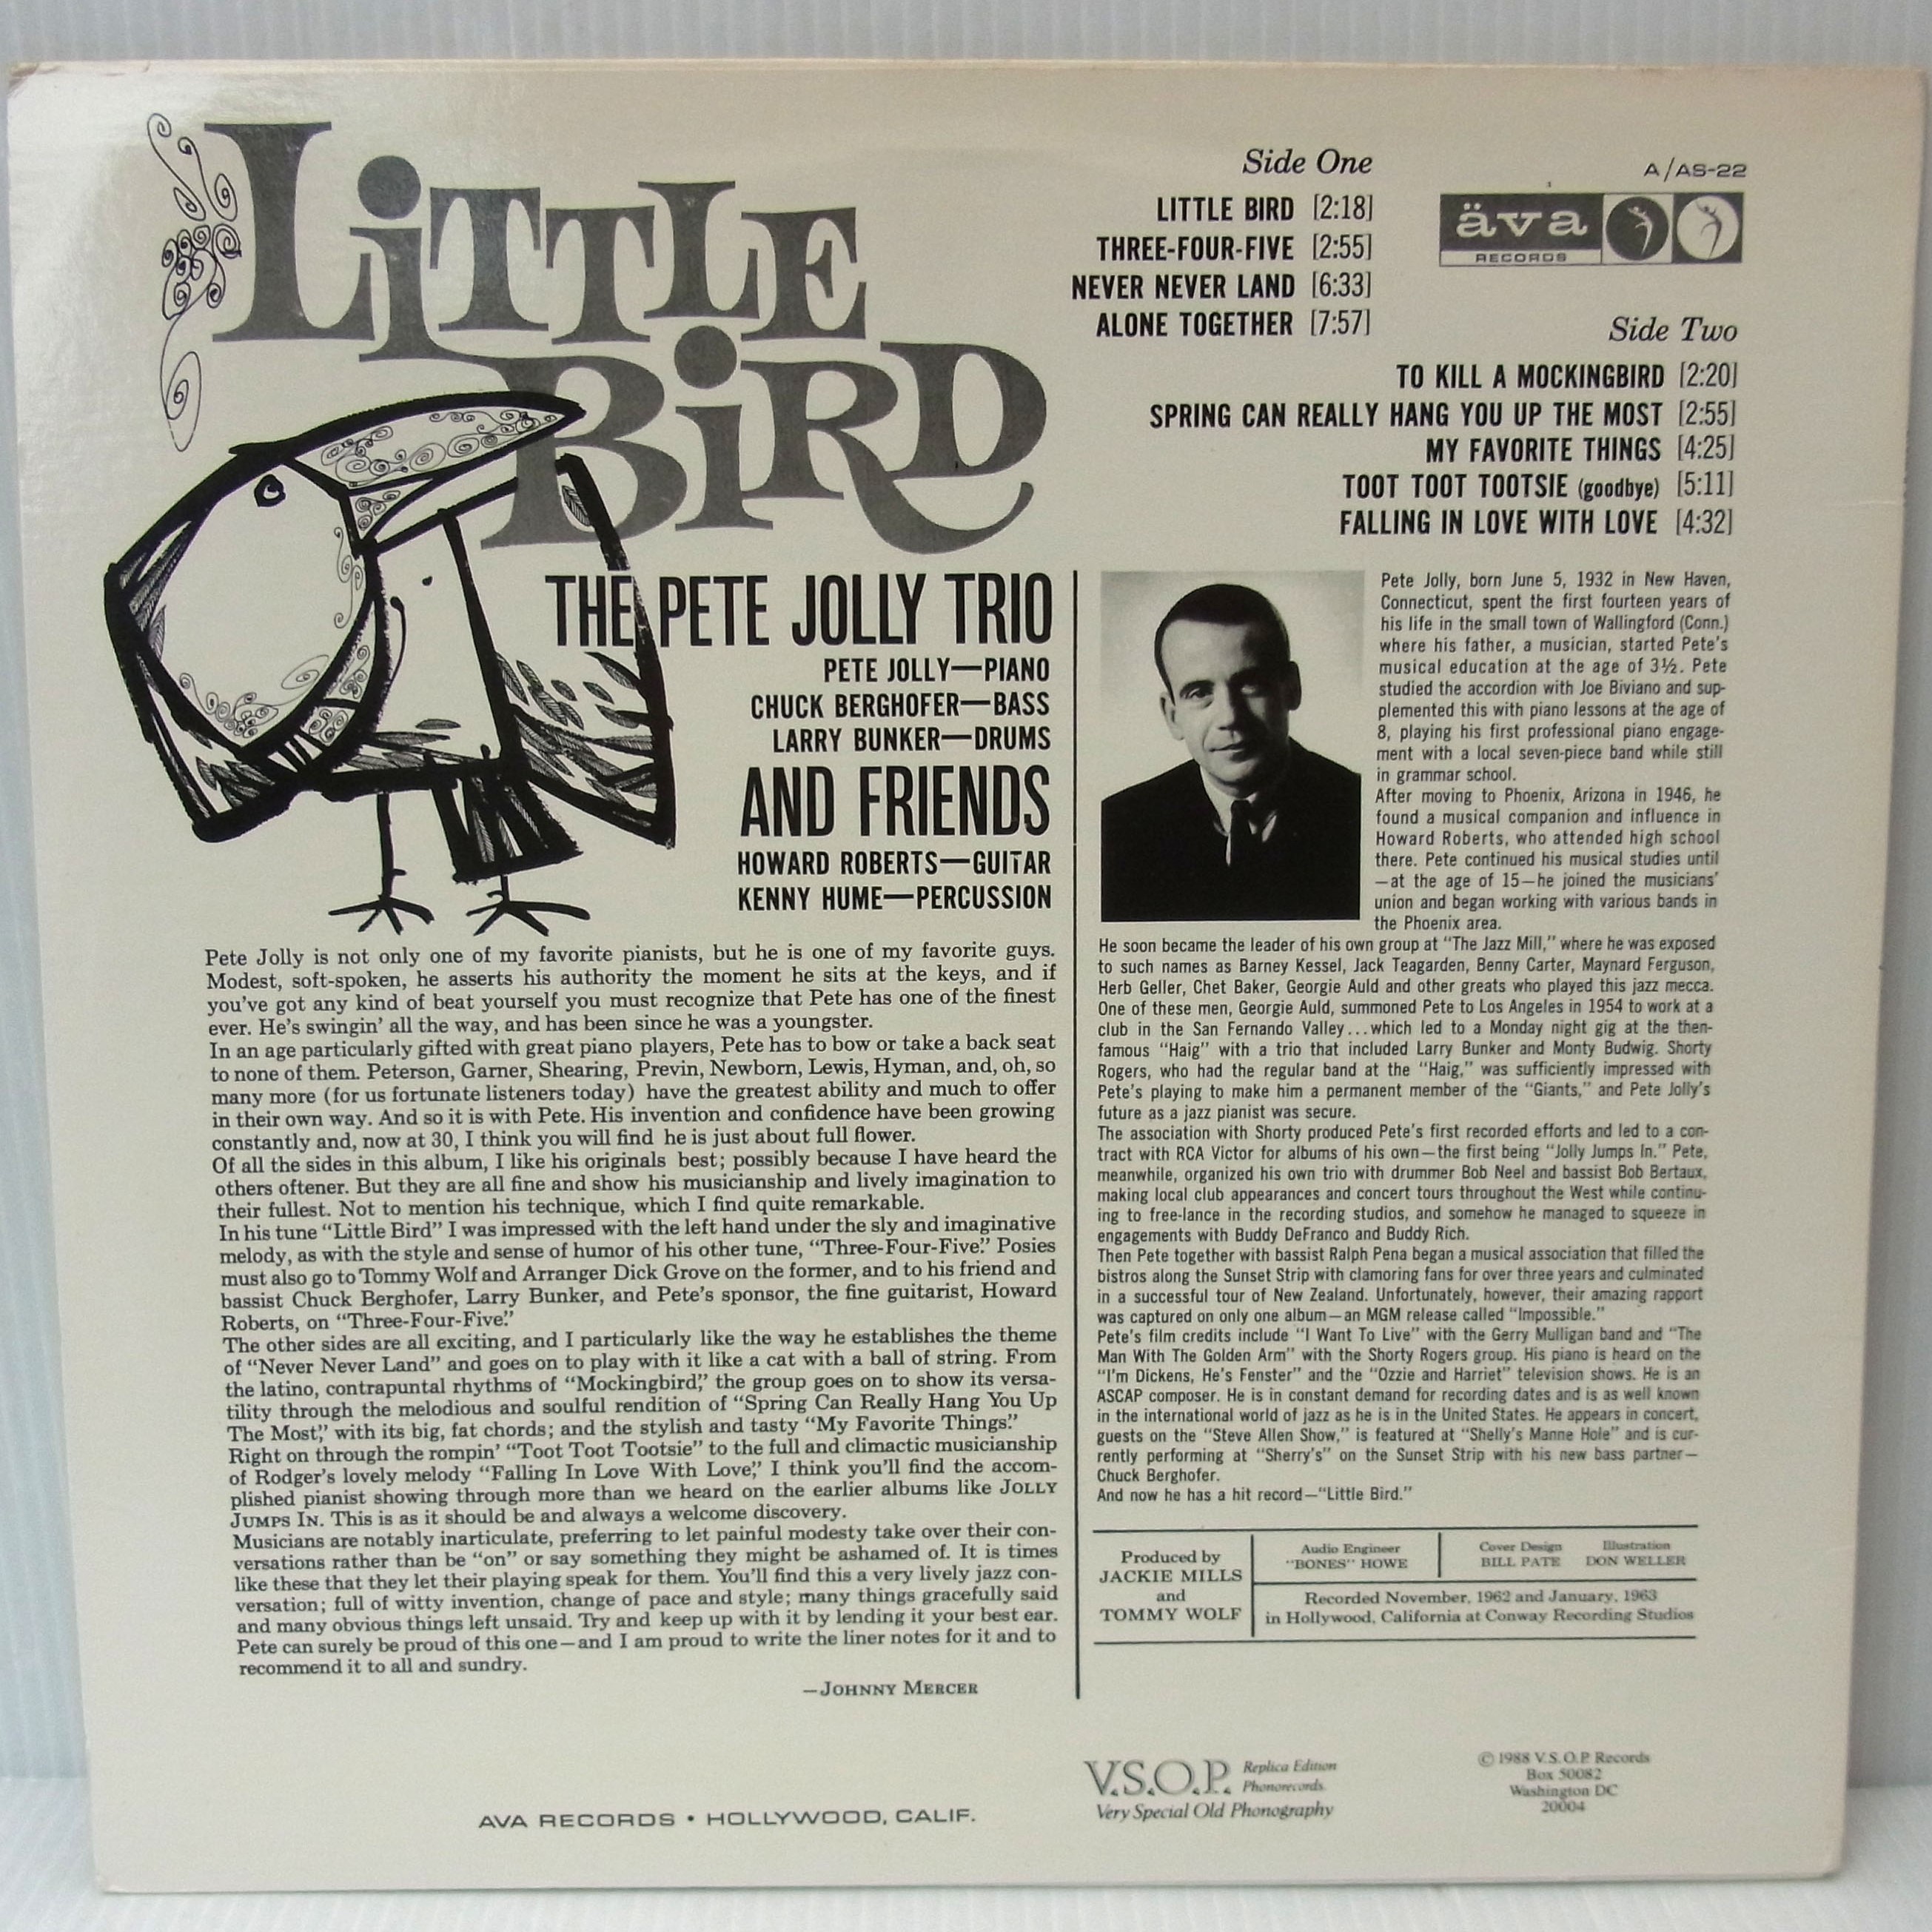 LiTTLE
BiRD
THE PETE JOLLY TRIO
PETE JOLLY—PIANO
CHUCK BERGHOFER—BASS
LARRY BUNKER—DRUMS
AND FRIENDS
HOWARD ROBERTS—GUITAR
KENNY HUME—PERCUSSION
Side One
LITTLE BIRD [2:18]
THREE-FOUR-FIVE [2:55]
NEVER NEVER LAND [6:33]
ALONE TOGETHER [7:57]
A/AS-22
äva
RECORDS
Side Two
TO KILL A MOCKINGBIRD [2:20]
SPRING CAN REALLY HANG YOU UP THE MOST [2:55]
MY FAVORITE THINGS [4:25]
TOOT TOOT TOOTSIE (goodbye) [5:11]
FALLING IN LOVE WITH LOVE [4:32]
Pete Jolly is not only one of my favorite pianists, but he is one of my favorite guys.
Modest, soft-spoken, he asserts his authority the moment he sits at the keys, and if
you've got any kind of beat yourself you must recognize that Pete has one of the finest
ever. He's swingin' all the way, and has been since he was a youngster.
In an age particularly gifted with great piano players, Pete has to bow or take a back seat
to none of them. Peterson, Garner, Shearing, Previn, Newborn, Lewis, Hyman, and, oh, so
many more (for us fortunate listeners today) have the greatest ability and much to offer
in their own way. And so it is with Pete. His invention and confidence have been growing
constantly and, now at 30, I think you will find he is just about full flower.
Of all the sides in this album, I like his originals best; possibly because I have heard the
others oftener. But they are all fine and show his musicianship and lively imagination to
their fullest. Not to mention his technique, which I find quite remarkable.
In his tune "Little Bird" I was impressed with the left hand under the sly and imaginative
melody, as with the style and sense of humor of his other tune, "Three-Four-Five." Posies
must also go to Tommy Wolf and Arranger Dick Grove on the former, and to his friend and
bassist Chuck Berghofer, Larry Bunker, and Pete's sponsor, the fine guitarist, Howard
Roberts, on "Three-Four-Five."
The other sides are all exciting, and I particularly like the way he establishes the theme
of "Never Never Land" and goes on to play with it like a cat with a ball of string. From
the latino, contrapuntal rhythms of "Mockingbird," the group goes on to show its versa-
tility through the melodious and soulful rendition of "Spring Can Really Hang You Up
The Most," with its big, fat chords; and the stylish and tasty "My Favorite Things."
Right on through the rompin' "Toot Toot Tootsie" to the full and climactic musicianship
of Rodger's lovely melody "Falling In Love With Love," I think you'll find the accom-
plished pianist showing through more than we heard on the earlier albums like JOLLY
JUMPS IN. This is as it should be and always a welcome discovery.
Musicians are notably inarticulate, preferring to let painful modesty take over their con-
versations rather than be "on" or say something they might be ashamed of. It is times
like these that they let their playing speak for them. You'll find this a very lively jazz con-
versation; full of witty invention, change of pace and style; many things gracefully said
and many obvious things left unsaid. Try and keep up with it by lending it your best ear.
Pete can surely be proud of this one—and I am proud to write the liner notes for it and to
recommend it to all and sundry.
—JOHNNY MERCER
Pete Jolly, born June 5, 1932 in New Haven,
Connecticut, spent the first fourteen years of
his life in the small town of Wallingford (Conn.)
where his father, a musician, started Pete's
musical education at the age of 3½. Pete
studied the accordion with Joe Biviano and sup-
plemented this with piano lessons at the age of
8, playing his first professional piano engage-
ment with a local seven-piece band while still
in grammar school.
After moving to Phoenix, Arizona in 1946, he
found a musical companion and influence in
Howard Roberts, who attended high school
there. Pete continued his musical studies until
—at the age of 15—he joined the musicians'
union and began working with various bands in
the Phoenix area.
He soon became the leader of his own group at "The Jazz Mill," where he was exposed
to such names as Barney Kessel, Jack Teagarden, Benny Carter, Maynard Ferguson,
Herb Geller, Chet Baker, Georgie Auld and other greats who played this jazz mecca.
One of these men, Georgie Auld, summoned Pete to Los Angeles in 1954 to work at a
club in the San Fernando Valley...which led to a Monday night gig at the then-
famous "Haig" with a trio that included Larry Bunker and Monty Budwig. Shorty
Rogers, who had the regular band at the "Haig," was sufficiently impressed with
Pete's playing to make him a permanent member of the "Giants," and Pete Jolly's
future as a jazz pianist was secure.
The association with Shorty produced Pete's first recorded efforts and led to a con-
tract with RCA Victor for albums of his own—the first being "Jolly Jumps In." Pete,
meanwhile, organized his own trio with drummer Bob Neel and bassist Bob Bertaux,
making local club appearances and concert tours throughout the West while continu-
ing to free-lance in the recording studios, and somehow he managed to squeeze in
engagements with Buddy DeFranco and Buddy Rich.
Then Pete together with bassist Ralph Pena began a musical association that filled the
bistros along the Sunset Strip with clamoring fans for over three years and culminated
in a successful tour of New Zealand. Unfortunately, however, their amazing rapport
was captured on only one album—an MGM release called "Impossible."
Pete's film credits include "I Want To Live" with the Gerry Mulligan band and "The
Man With The Golden Arm" with the Shorty Rogers group. His piano is heard on the
"I'm Dickens, He's Fenster" and the "Ozzie and Harriet" television shows. He is an
ASCAP composer. He is in constant demand for recording dates and is as well known
in the international world of jazz as he is in the United States. He appears in concert,
guests on the "Steve Allen Show," is featured at "Shelly's Manne Hole" and is cur-
rently performing at "Sherry's" on the Sunset Strip with his new bass partner—
Chuck Berghofer.
And now he has a hit record—"Little Bird."
Produced by
JACKIE MILLS
and
TOMMY WOLF
Audio Engineer
"BONES" HOWE
Cover Design
BILL PATE
Illustration
DON WELLER
Recorded November, 1962 and January, 1963
in Hollywood, California at Conway Recording Studios
AVA RECORDS • HOLLYWOOD, CALIF.
V.S.O.P. Replica Edition
Phonorecords
Very Special Old Phonography
© 1988 V.S.O.P. Records
Box 50082
Washington DC
20004